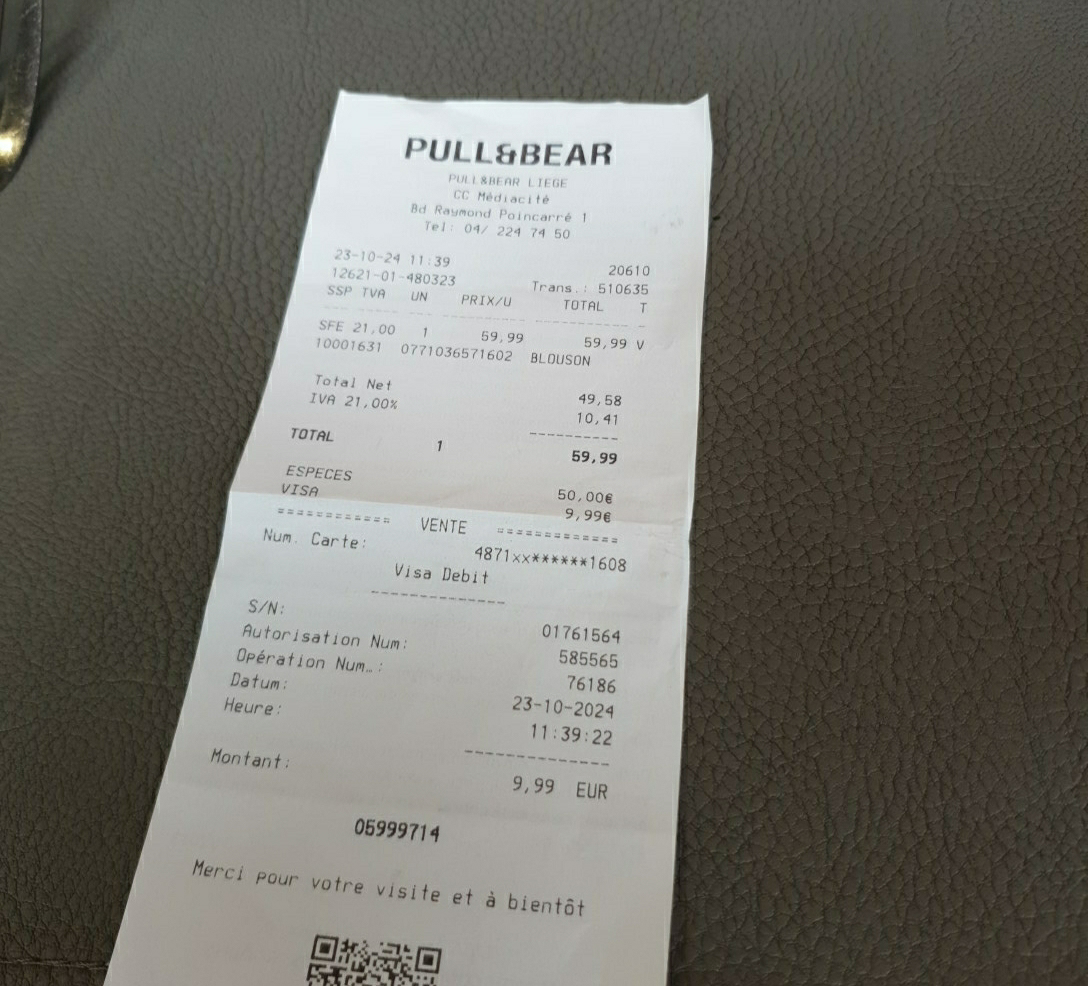 PULL&BEAR
PULL&BEAR LIEGE
CC Médiacité
Bd Raymond Poincarré 1
Tel: 04/ 224 74 50
23-10-24 11:39 20610
12621-01-480323 Trans.: 510635
SSP TVA UN PRIX/U TOTAL T
SFE 21,00 1 59,99 59,99 V
10001631 0771036571602 BLOUSON
Total Net 49,58
IVA 21,00% 10,41
----------
TOTAL 1 59,99
ESPECES 50,00€
VISA 9,99€
============ VENTE =============
Num. Carte: 4871xx******1608
Visa Debit
--------------
S/N: 01761564
Autorisation Num: 585565
Opération Num…: 76186
Datum: 23-10-2024
Heure: 11:39:22
--------------
Montant: 9,99 EUR
05999714
Merci pour votre visite et à bientôt